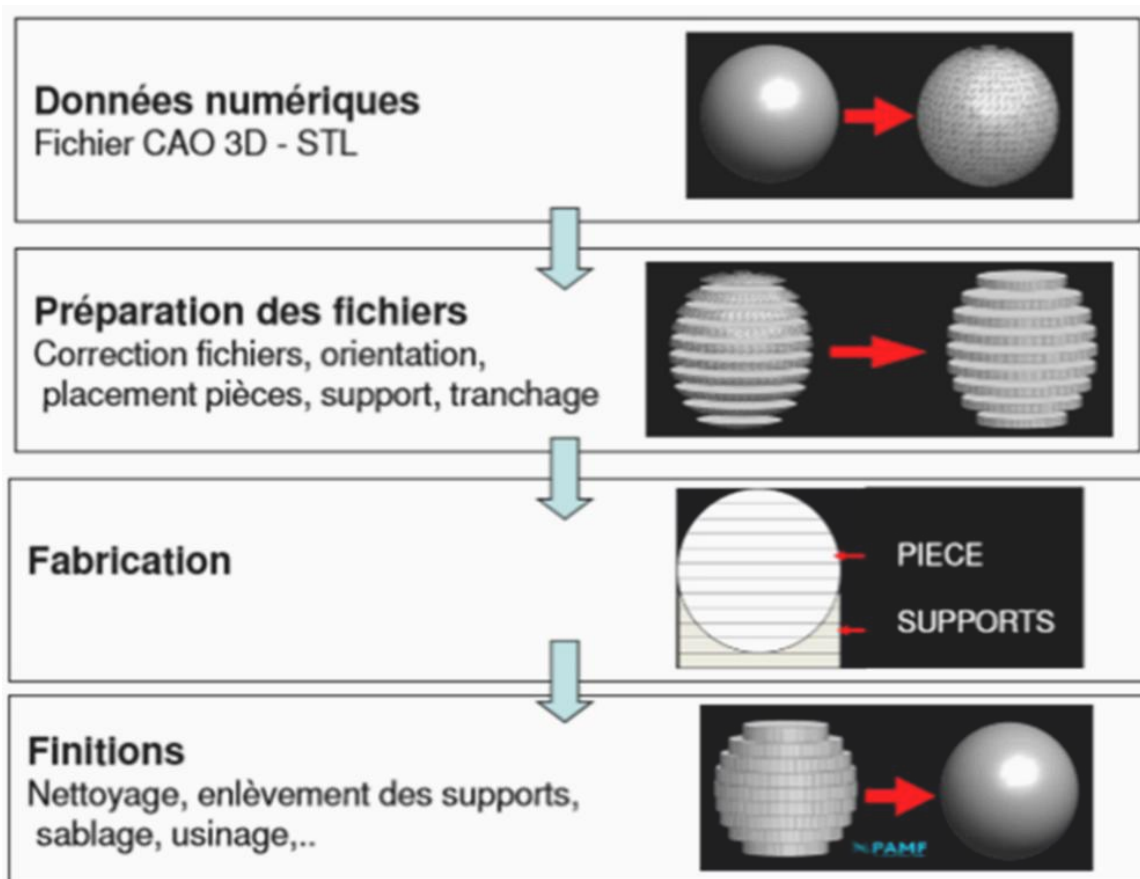 Données numériques
Fichier CAO 3D - STL
Préparation des fichiers
Correction fichiers, orientation,
placement pièces, support, tranchage
Fabrication
PIECE
SUPPORTS
Finitions
Nettoyage, enlèvement des supports,
sablage, usinage,..
PAMF